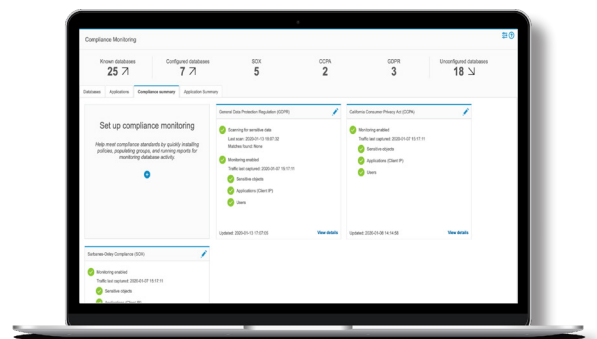 Compliance Monitoring
Known databases
25
Configured databases
7
SOX
5
CCPA
2
GDPR
3
Unconfigured databases
18
Databases Applications Compliance summary Application Summary
Set up compliance monitoring
Help meet compliance standards by quickly installing
policies, populating groups, and running reports for
monitoring database activity.
General Data Protection Regulation (GDPR)
Scanning for sensitive data
Last scan: 2020-01-13 16:57:32
Matches found: None
Monitoring enabled
Traffic last captured: 2020-01-07 15:17:11
Sensitive objects
Applications (Client IP)
Users
Updated: 2020-01-13 17:07:05 View details
California Consumer Privacy Act (CCPA)
Monitoring enabled
Traffic last captured: 2020-01-07 15:17:11
Sensitive objects
Applications (Client IP)
Users
Updated: 2020-01-08 14:14:59 View details
Sarbanes-Oxley Compliance (SOX)
Monitoring enabled
Traffic last captured: 2020-01-07 15:17:11
Sensitive objects
Applications (Client IP)